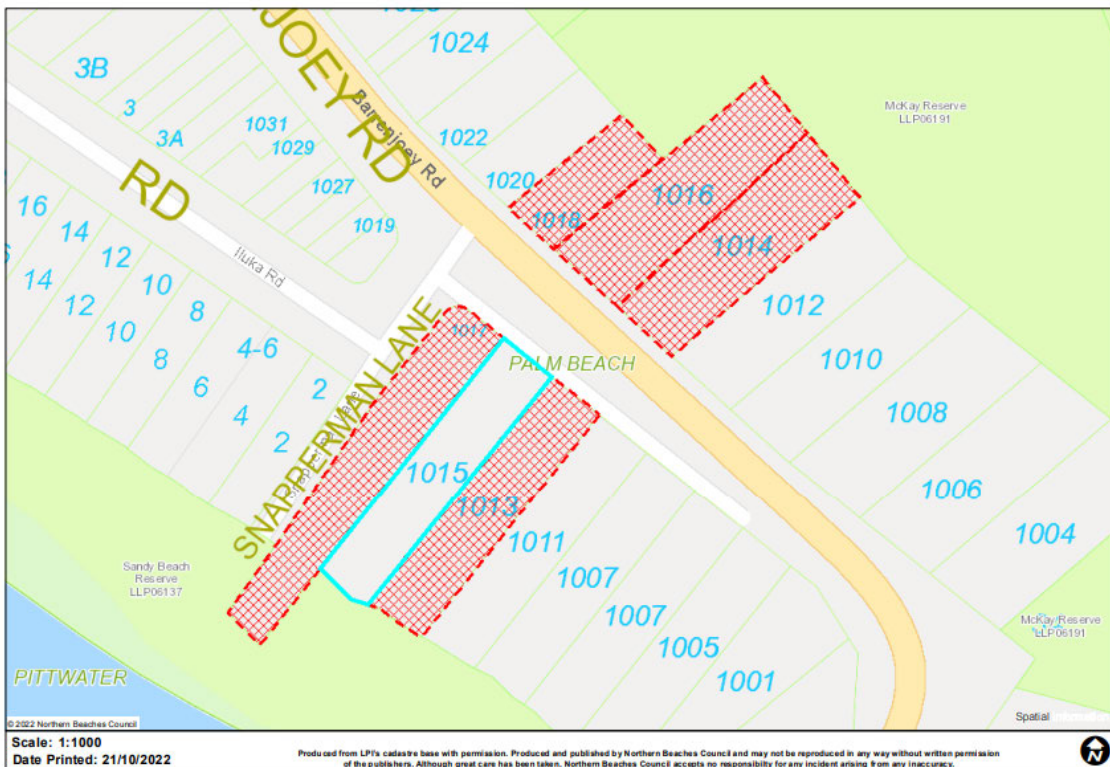 1024
3B
3
3A
1031
1029
1027
1019
JOEY RD
Barrenjoey Rd
1022
1020
1018
1016
1014
McKay Reserve
LLP06191
RD
Iluka Rd
16
14
12
10
8
4-6
2
14
12
10
8
6
4
2
SNAPPERMAN LANE
1017
PALM BEACH
1015
1013
1011
1007
1007
1005
1001
1012
1010
1008
1006
1004
McKay Reserve
LLP06191
Sandy Beach
Reserve
LLP06137
PITTWATER
© 2022 Northern Beaches Council
Spatial Information
Scale: 1:1000
Date Printed: 21/10/2022
Produced from LPI's cadastre base with permission. Produced and published by Northern Beaches Council and may not be reproduced in any way without written permission
of the publishers. Although great care has been taken, Northern Beaches Council accepts no responsibility for any incident arising from any inaccuracy.
N